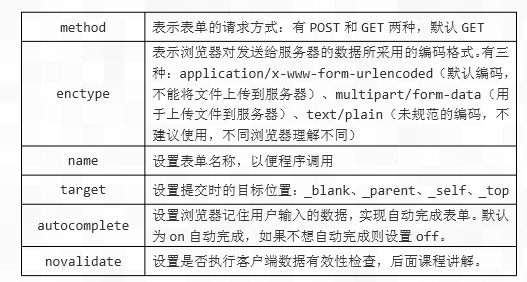 method 表示表单的请求方式：有 POST 和 GET 两种，默认 GET
enctype 表示浏览器对发送给服务器的数据所采用的编码格式。有三
种：application/x-www-form-urlencoded（默认编码，
不能将文件上传到服务器）、multipart/form-data（用
于上传文件到服务器）、text/plain（未规范的编码，不
建议使用，不同浏览器理解不同）
name 设置表单名称，以便程序调用
target 设置提交时的目标位置：_blank、_parent、_self、_top
autocomplete 设置浏览器记住用户输入的数据，实现自动完成表单。默认
为 on 自动完成，如果不想自动完成则设置 off。
novalidate 设置是否执行客户端数据有效性检查，后面课程讲解。